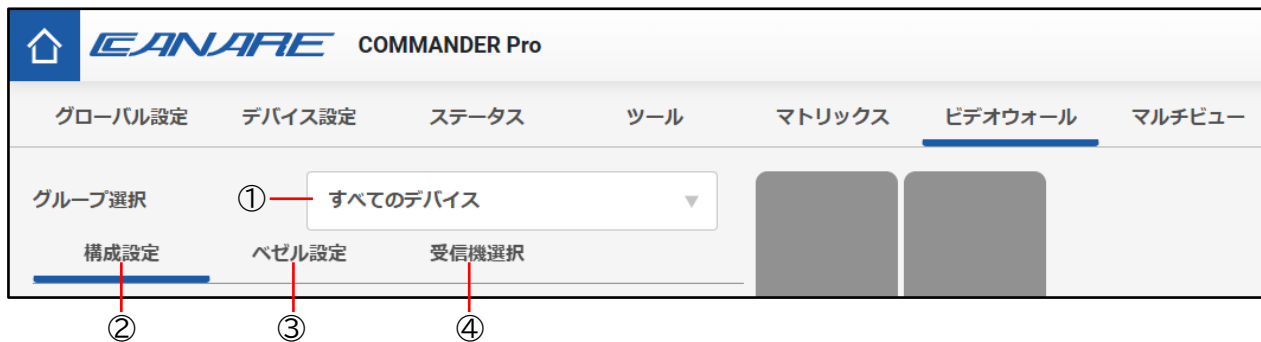 CANARE COMMANDER Pro
グローバル設定 デバイス設定 ステータス ツール マトリックス ビデオウォール マルチビュー
グループ選択 ① すべてのデバイス ▼
構成設定 ベゼル設定 受信機選択
② ③ ④